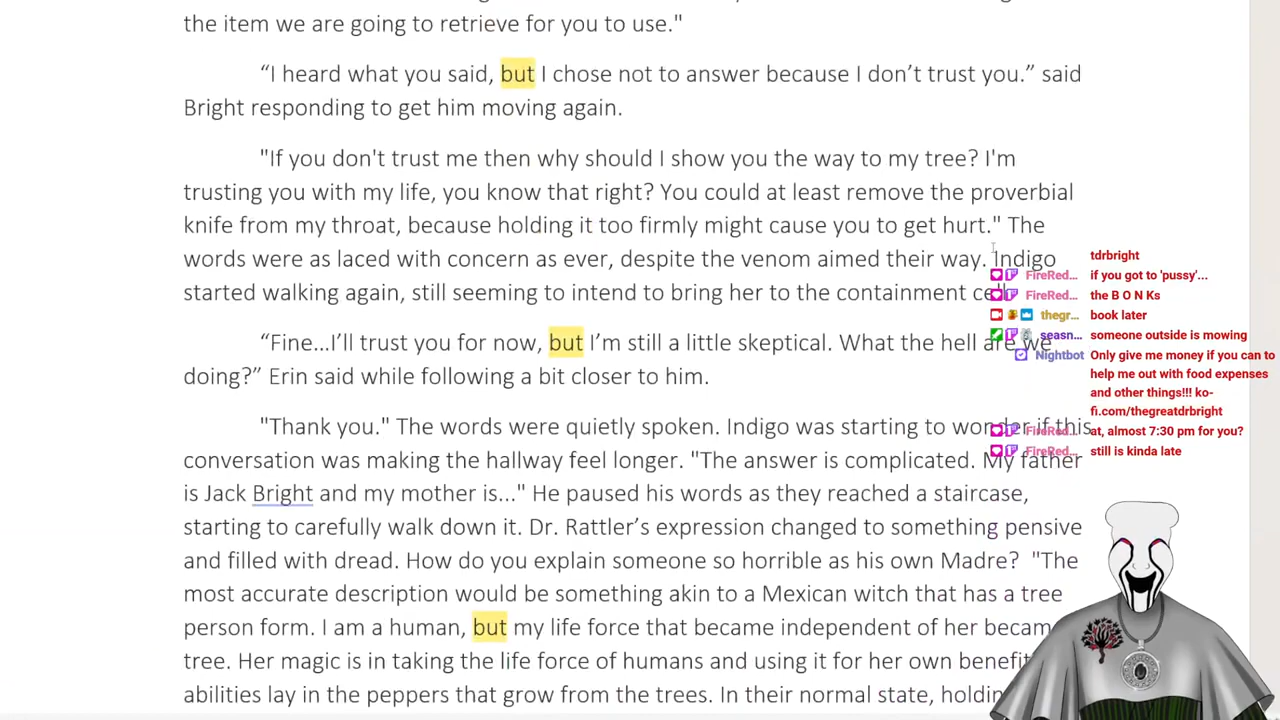 the item we are going to retrieve for you to use."
“I heard what you said, but I chose not to answer because I don’t trust you.” said
Bright responding to get him moving again.
"If you don't trust me then why should I show you the way to my tree? I'm
trusting you with my life, you know that right? You could at least remove the proverbial
knife from my throat, because holding it too firmly might cause you to get hurt." The
words were as laced with concern as ever, despite the venom aimed their way. Indigo
started walking again, still seeming to intend to bring her to the containment
“Fine...I’ll trust you for now, but I’m still a little skeptical. What the hell are we
doing?” Erin said while following a bit closer to him.
"Thank you." The words were quietly spoken. Indigo was starting to wonder if this
conversation was making the hallway feel longer. "The answer is complicated. My father
is Jack Bright and my mother is..." He paused his words as they reached a staircase,
starting to carefully walk down it. Dr. Rattler’s expression changed to something pensive
and filled with dread. How do you explain someone so horrible as his own Madre? "The
most accurate description would be something akin to a Mexican witch that has a tree
person form. I am a human, but my life force that became independent of her
tree. Her magic is in taking the life force of humans and using it for her own
abilities lay in the peppers that grow from the trees. In their normal state,
tdrbright
FireRed... if you got to 'pussy'...
FireRed... the B O N Ks
thegr... book later
seasn... someone outside is mowing
Nightbot Only give me money if you can to
help me out with food expenses
and other things!!! ko-
fi.com/thegreatdrbright
FireRed... at, almost 7:30 pm for you?
FireRed... still is kinda late